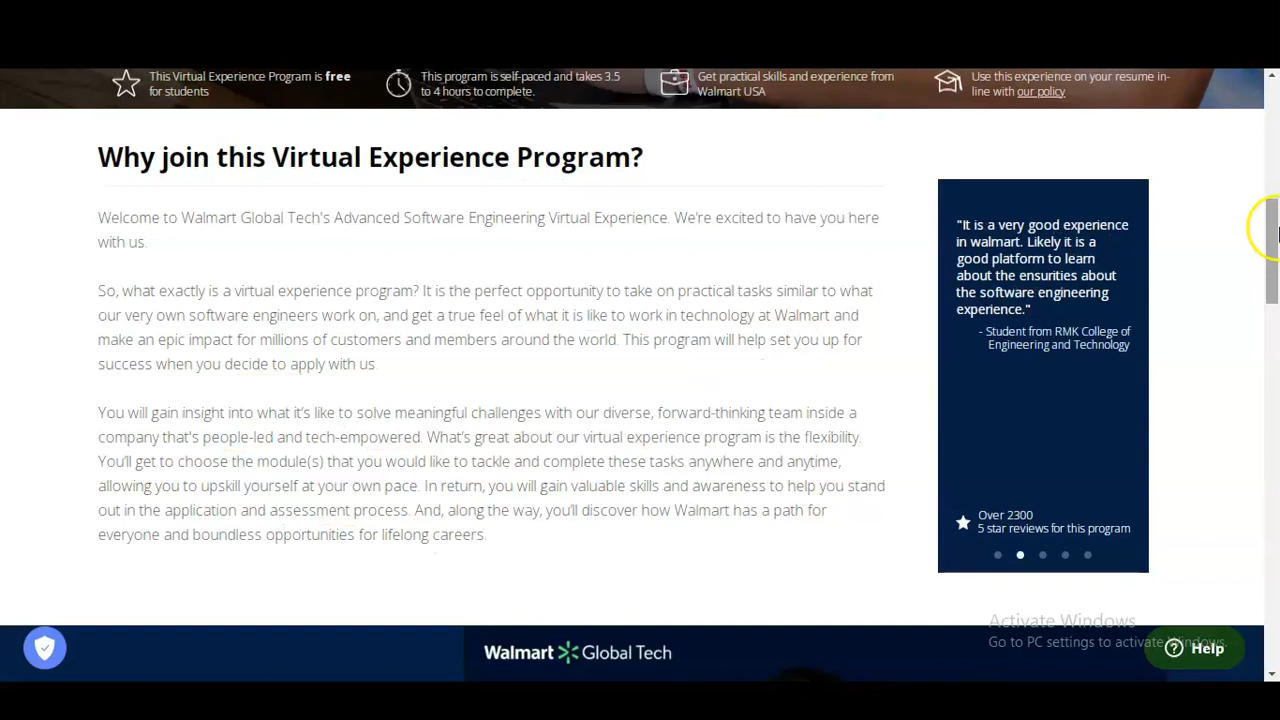 This Virtual Experience Program is free
for students
This program is self-paced and takes 3.5
to 4 hours to complete.
Get practical skills and experience from
Walmart USA
Use this experience on your resume in-
line with our policy
Why join this Virtual Experience Program?
Welcome to Walmart Global Tech's Advanced Software Engineering Virtual Experience. We're excited to have you here
with us.
So, what exactly is a virtual experience program? It is the perfect opportunity to take on practical tasks similar to what
our very own software engineers work on, and get a true feel of what it is like to work in technology at Walmart and
make an epic impact for millions of customers and members around the world. This program will help set you up for
success when you decide to apply with us.
You will gain insight into what it's like to solve meaningful challenges with our diverse, forward-thinking team inside a
company that's people-led and tech-empowered. What's great about our virtual experience program is the flexibility.
You'll get to choose the module(s) that you would like to tackle and complete these tasks anywhere and anytime,
allowing you to upskill yourself at your own pace. In return, you will gain valuable skills and awareness to help you stand
out in the application and assessment process. And, along the way, you'll discover how Walmart has a path for
everyone and boundless opportunities for lifelong careers.
"It is a very good experience
in walmart. Likely it is a
good platform to learn
about the ensurities about
the software engineering
experience."
- Student from RMK College of
Engineering and Technology
Over 2300
5 star reviews for this program
Walmart Global Tech
Activate Windows
Go to PC settings to activate Windows.
Help